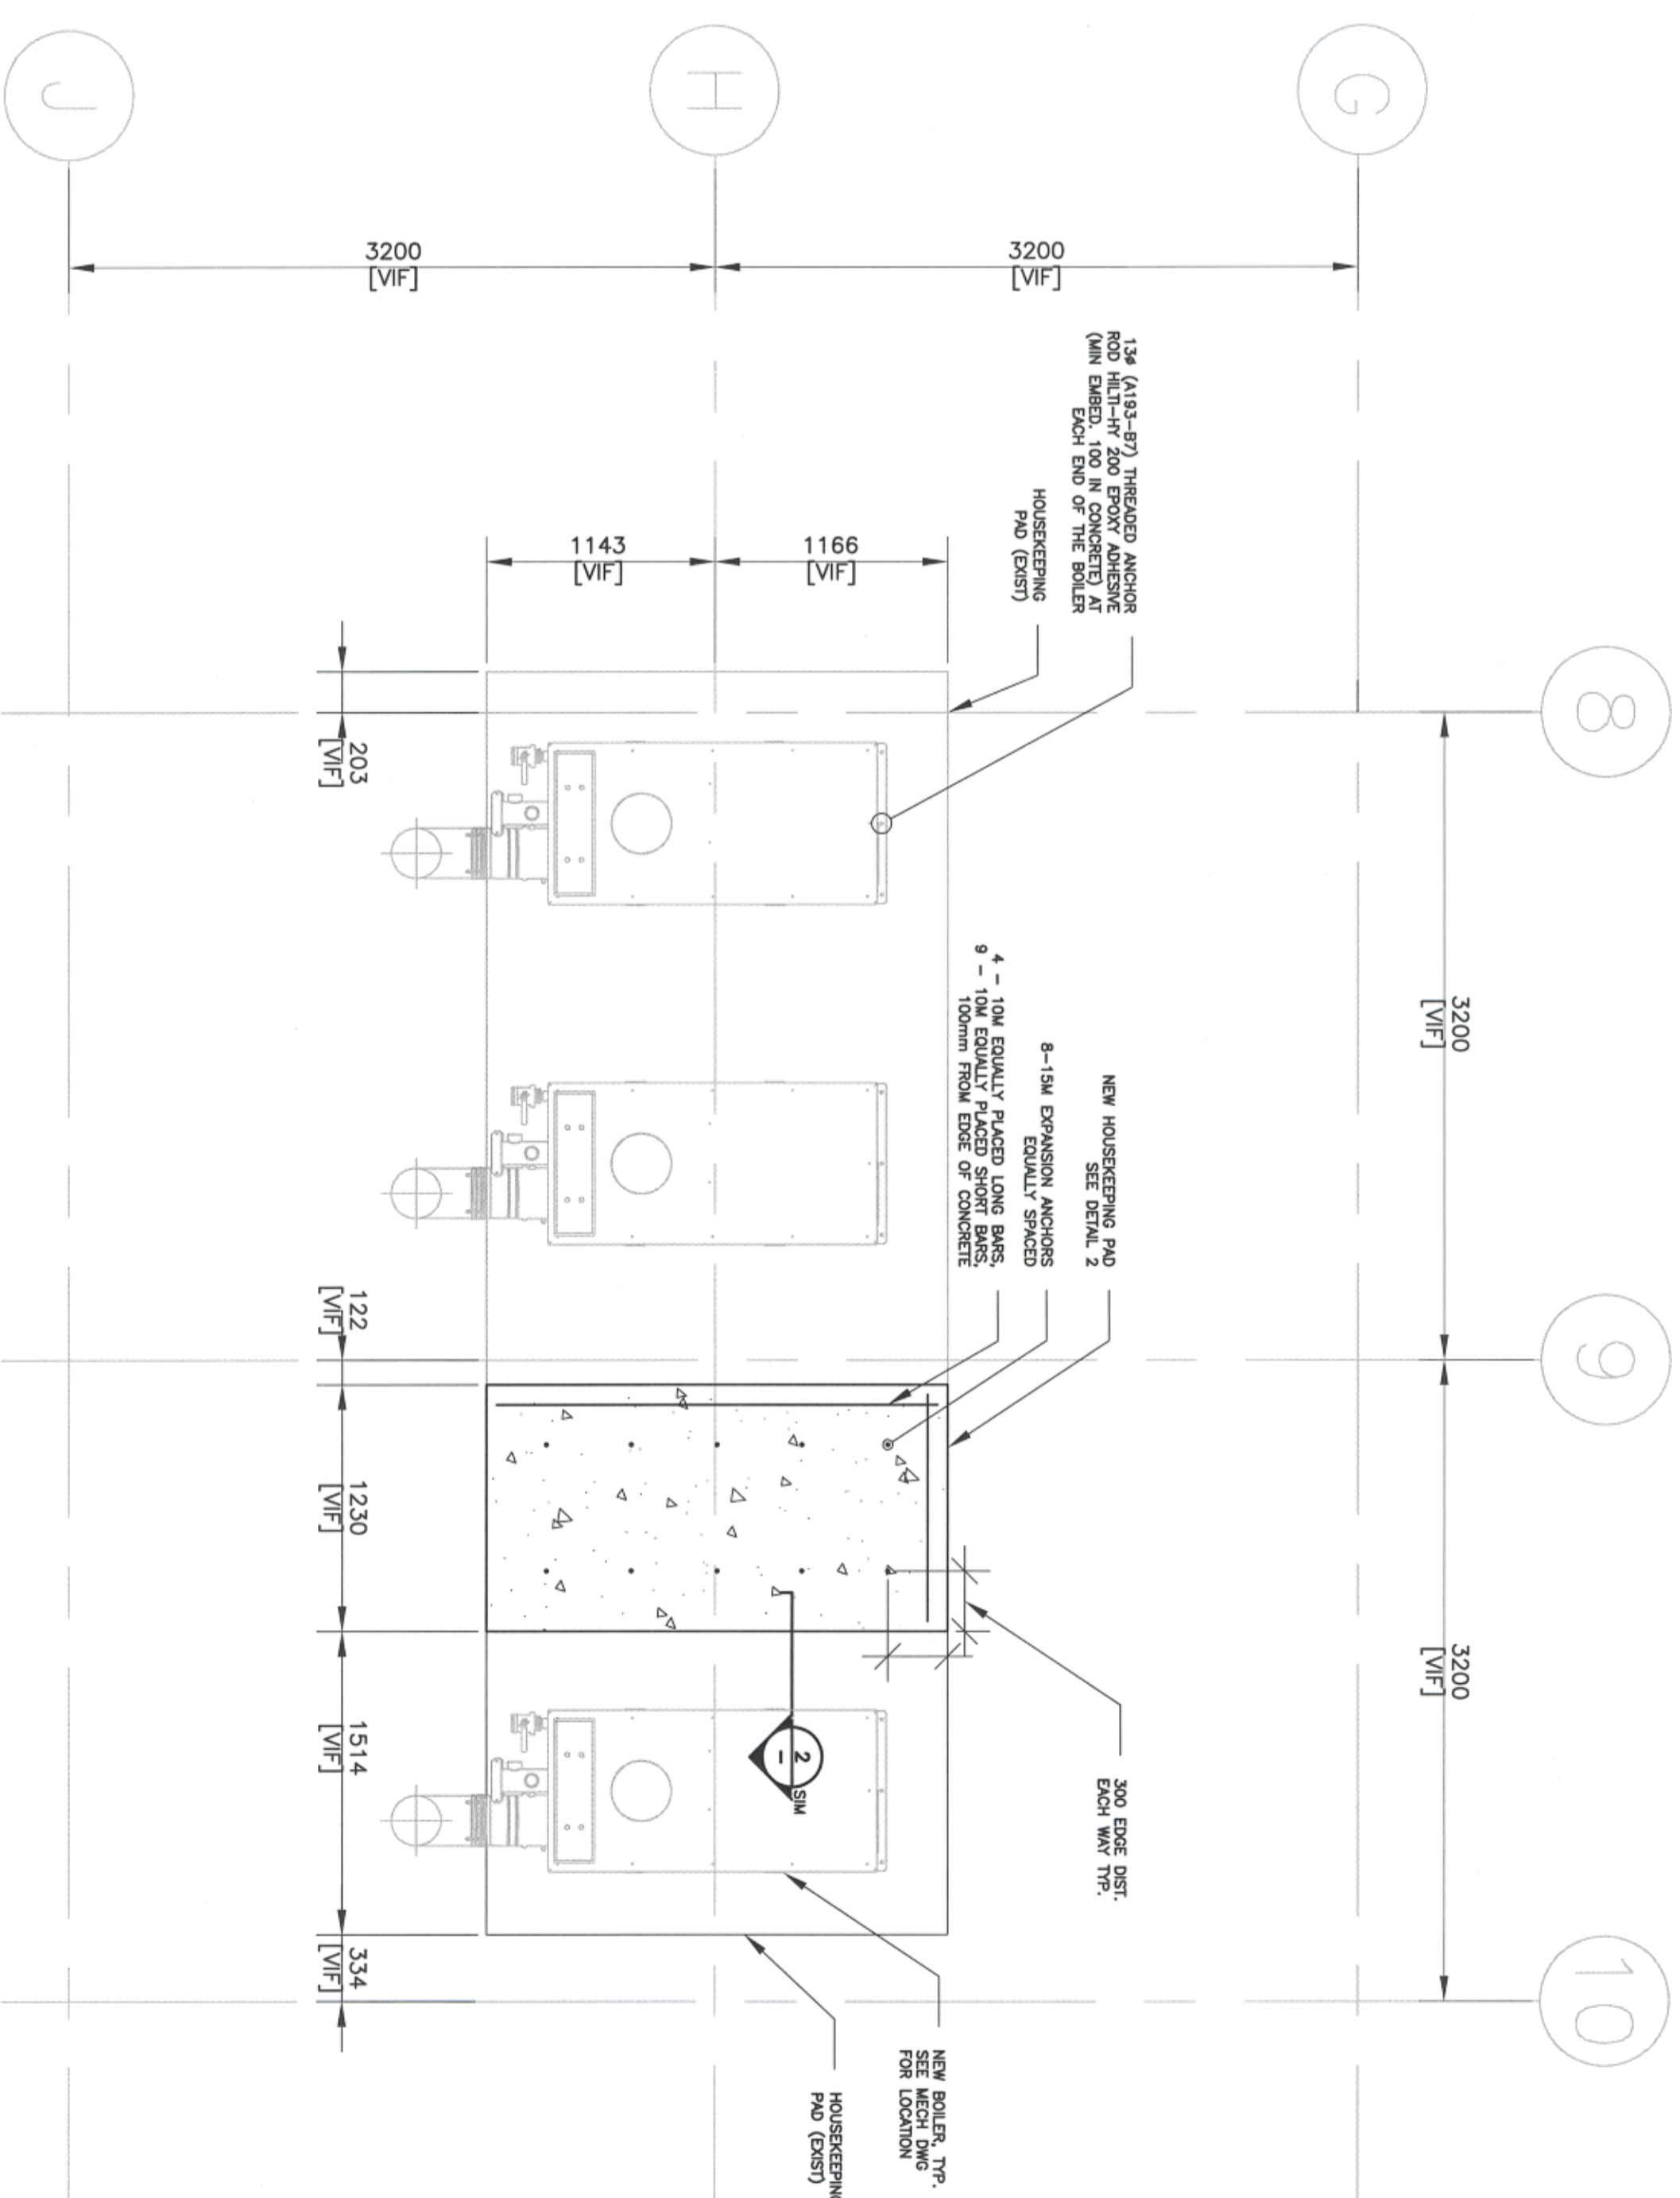 J
H
G
3200
[VIF]
3200
[VIF]
13ø (A193-B7) THREADED ANCHOR
ROD HILTI-HY 200 EPOXY ADHESIVE
(MIN EMBED. 100 IN CONCRETE) AT
EACH END OF THE BOILER
HOUSEKEEPING
PAD (EXIST)
1143
[VIF]
1166
[VIF]
8
203
[VIF]
3200
[VIF]
NEW HOUSEKEEPING PAD
SEE DETAIL 2
8-15M EXPANSION ANCHORS
EQUALLY SPACED
4 - 10M EQUALLY PLACED LONG BARS,
9 - 10M EQUALLY PLACED SHORT BARS,
100mm FROM EDGE OF CONCRETE
122
[VIF]
9
1230
[VIF]
3200
[VIF]
300 EDGE DIST.
EACH WAY TYP.
2
-
SIM
1514
[VIF]
334
[VIF]
10
NEW BOILER, TYP.
SEE MECH DWG
FOR LOCATION
HOUSEKEEPING
PAD (EXIST)